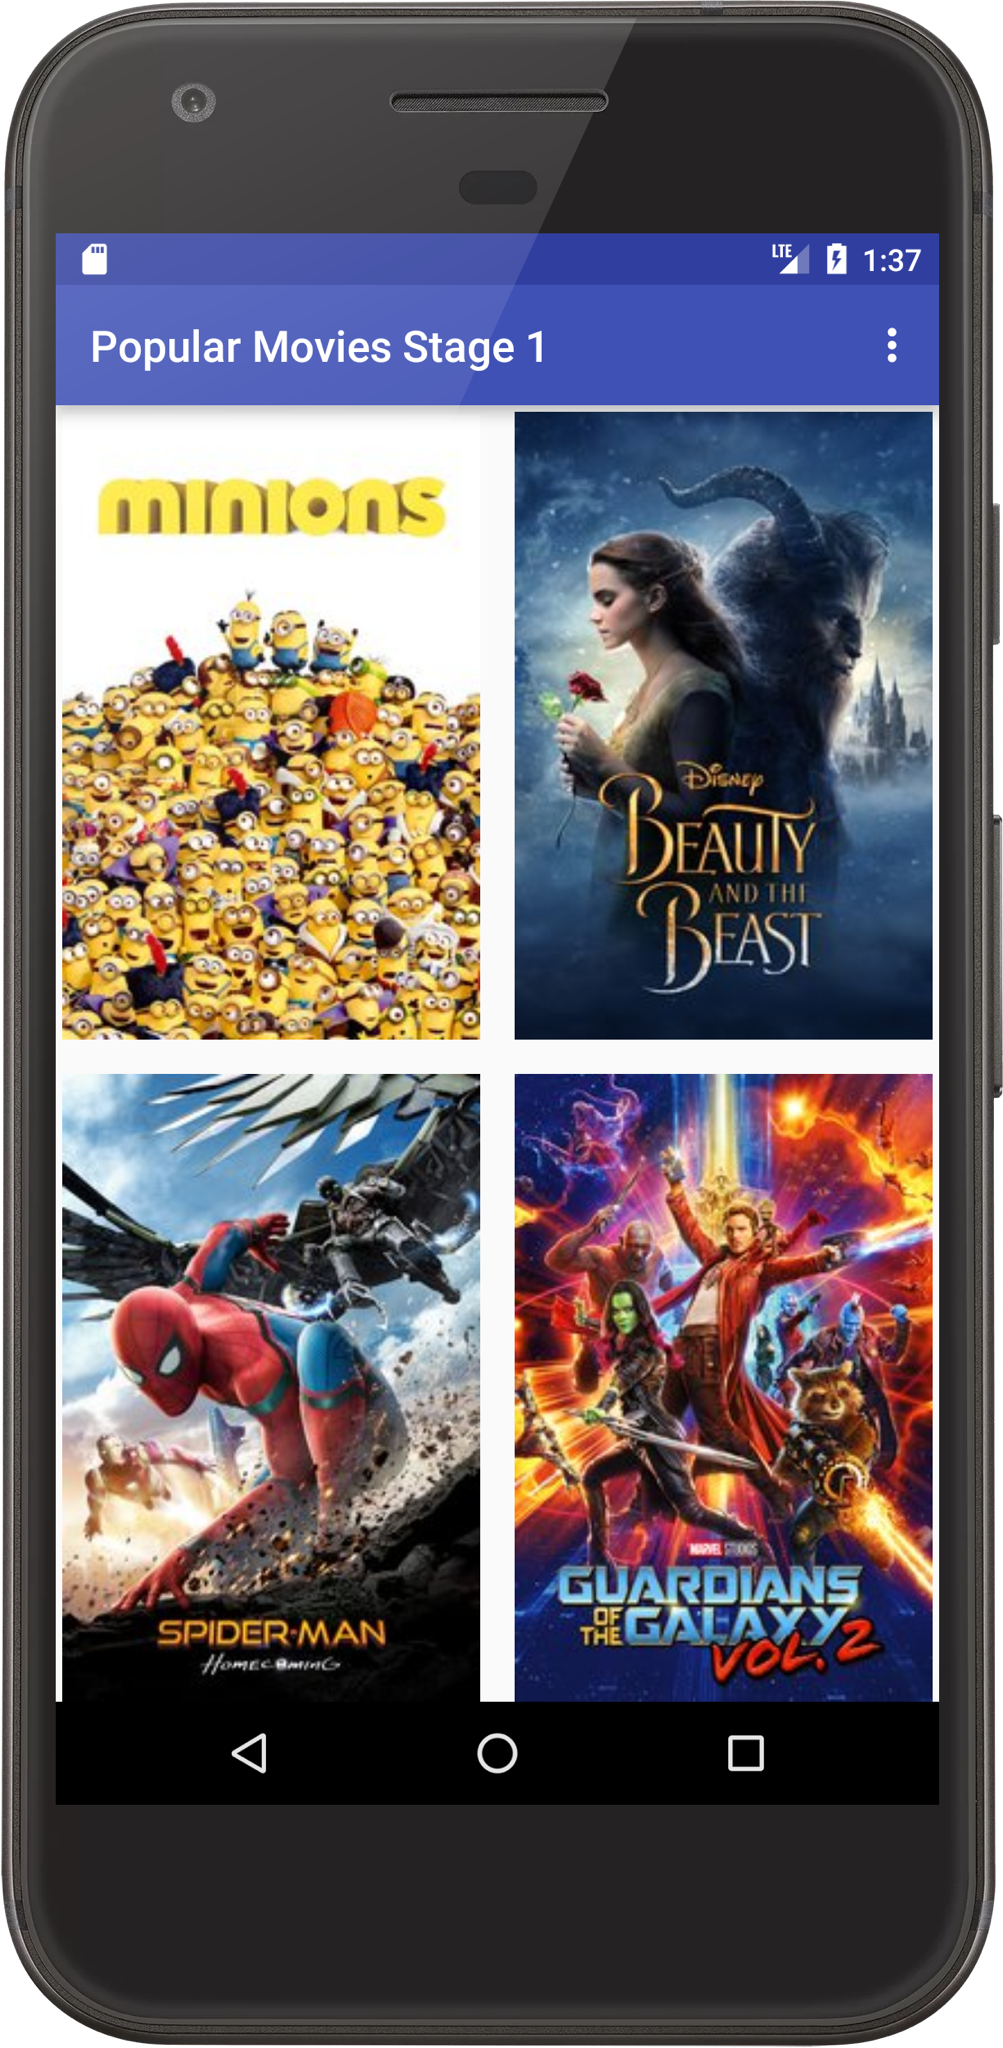 LTE 1:37
Popular Movies Stage 1
minions
Disney
BEAUTY
AND THE
BEAST
SPIDER-MAN
HOMECOMING
MARVEL STUDIOS
GUARDIANS
OF THE GALAXY
VOL. 2